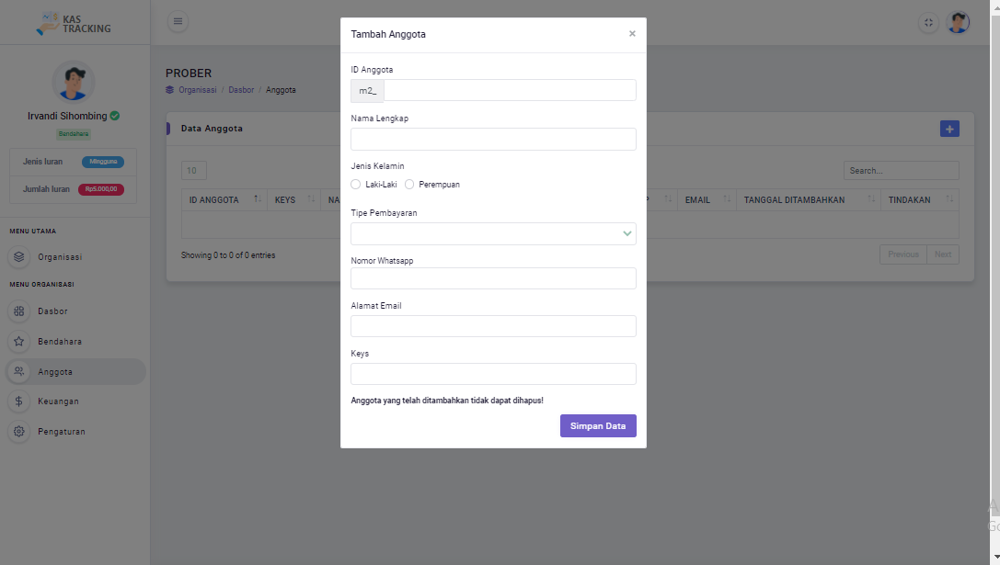 KAS
TRACKING
Irvandi Sihombing
Bendahara
Jenis Iuran Mingguna
Jumlah Iuran Rp5.000,00
MENU UTAMA
Organisasi
MENU ORGANISASI
Dasbor
Bendahara
Anggota
Keuangan
Pengaturan
PROBER
Organisasi / Dasbor / Anggota
Data Anggota
10
Search...
ID ANGGOTA KEYS NA EMAIL TANGGAL DITAMBAHKAN TINDAKAN
Showing 0 to 0 of 0 entries
Previous Next
Tambah Anggota ×
ID Anggota
m2_
Nama Lengkap
Jenis Kelamin
Laki-Laki Perempuan
Tipe Pembayaran
Nomor Whatsapp
Alamat Email
Keys
Anggota yang telah ditambahkan tidak dapat dihapus!
Simpan Data